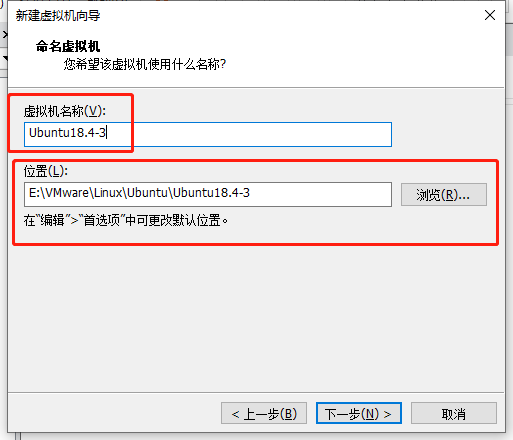 新建虚拟机向导
命名虚拟机
您希望该虚拟机使用什么名称?
虚拟机名称(V):
Ubuntu18.4-3
位置(L):
E:\VMware\Linux\Ubuntu\Ubuntu18.4-3
浏览(R)...
在“编辑”>“首选项”中可更改默认位置。
< 上一步(B)
下一步(N) >
取消